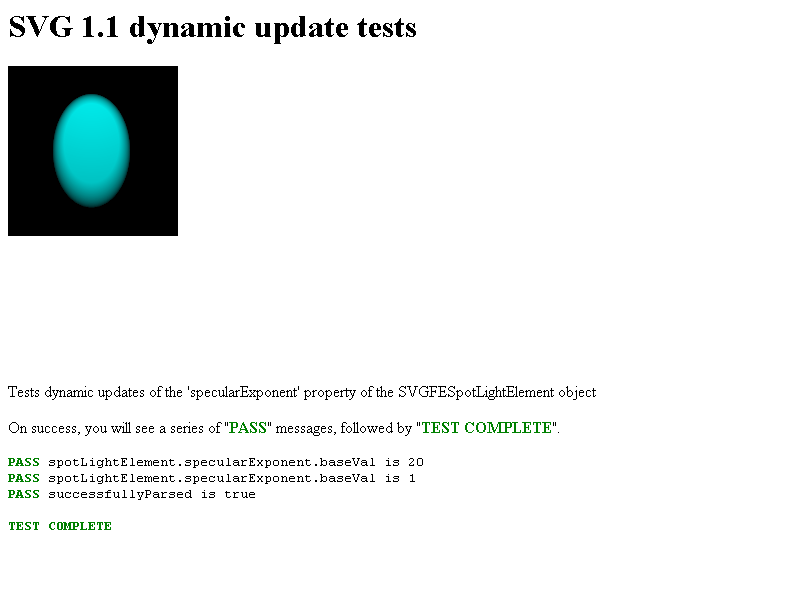 SVG 1.1 dynamic update tests
Tests dynamic updates of the 'specularExponent' property of the SVGFESpotLightElement object
On success, you will see a series of "PASS" messages, followed by "TEST COMPLETE".
PASS spotLightElement.specularExponent.baseVal is 20
PASS spotLightElement.specularExponent.baseVal is 1
PASS successfullyParsed is true
TEST COMPLETE